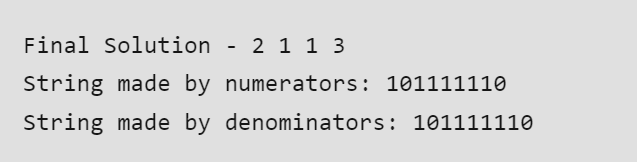 Final Solution - 2 1 1 3
String made by numerators: 101111110
String made by denominators: 101111110